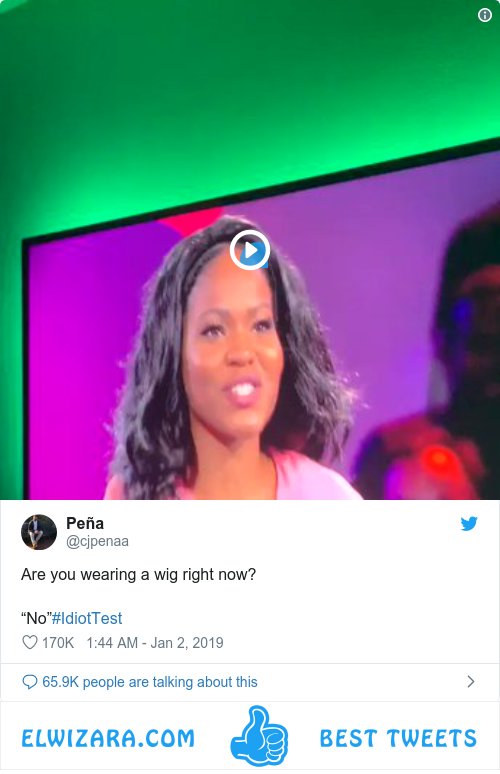 Peña
@cjpenaa
Are you wearing a wig right now?
“No”#IdiotTest
170K 1:44 AM - Jan 2, 2019
65.9K people are talking about this
ELWIZARA.COM BEST TWEETS